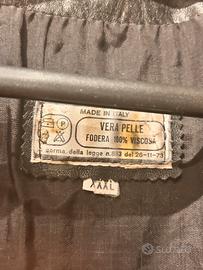 MADE IN ITALY
P
VERA PELLE
FODERA 100% VISCOSA
norma della legge n.883 del 26-11-73
XXXL
subito